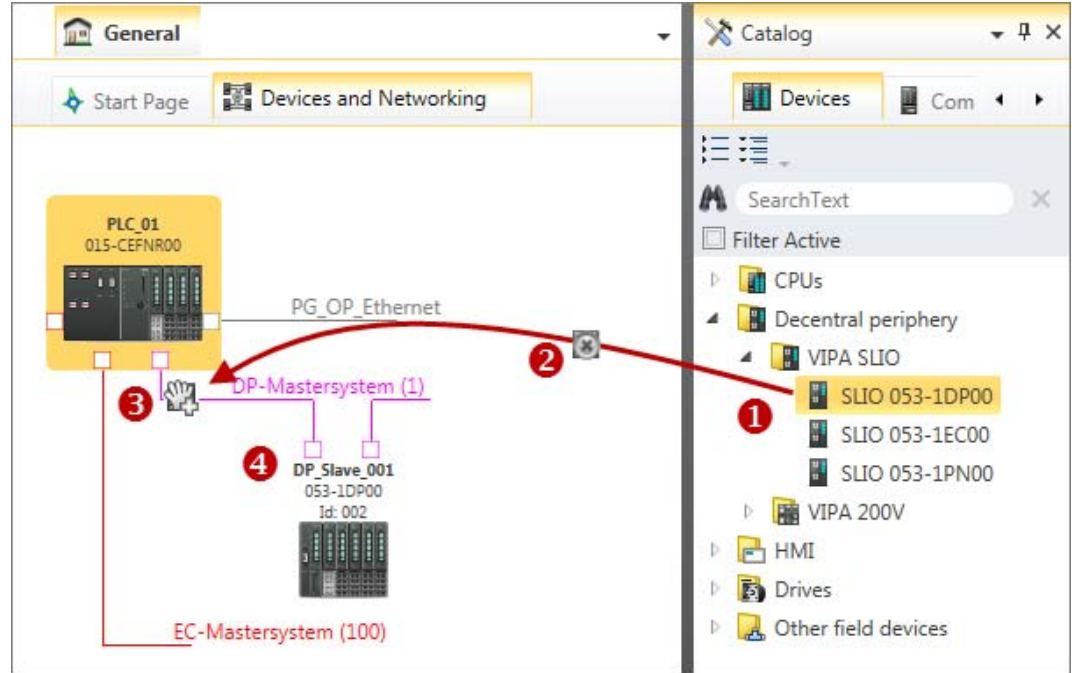 General
Start Page
Devices and Networking
PLC_01
015-CEFNR00
PG_OP_Ethernet
2
3
DP-Mastersystem (1)
4
DP_Slave_001
053-1DP00
Id: 002
EC-Mastersystem (100)
Catalog
Devices
Com
SearchText
Filter Active
CPUs
Decentral periphery
VIPA SLIO
1
SLIO 053-1DP00
SLIO 053-1EC00
SLIO 053-1PN00
VIPA 200V
HMI
Drives
Other field devices